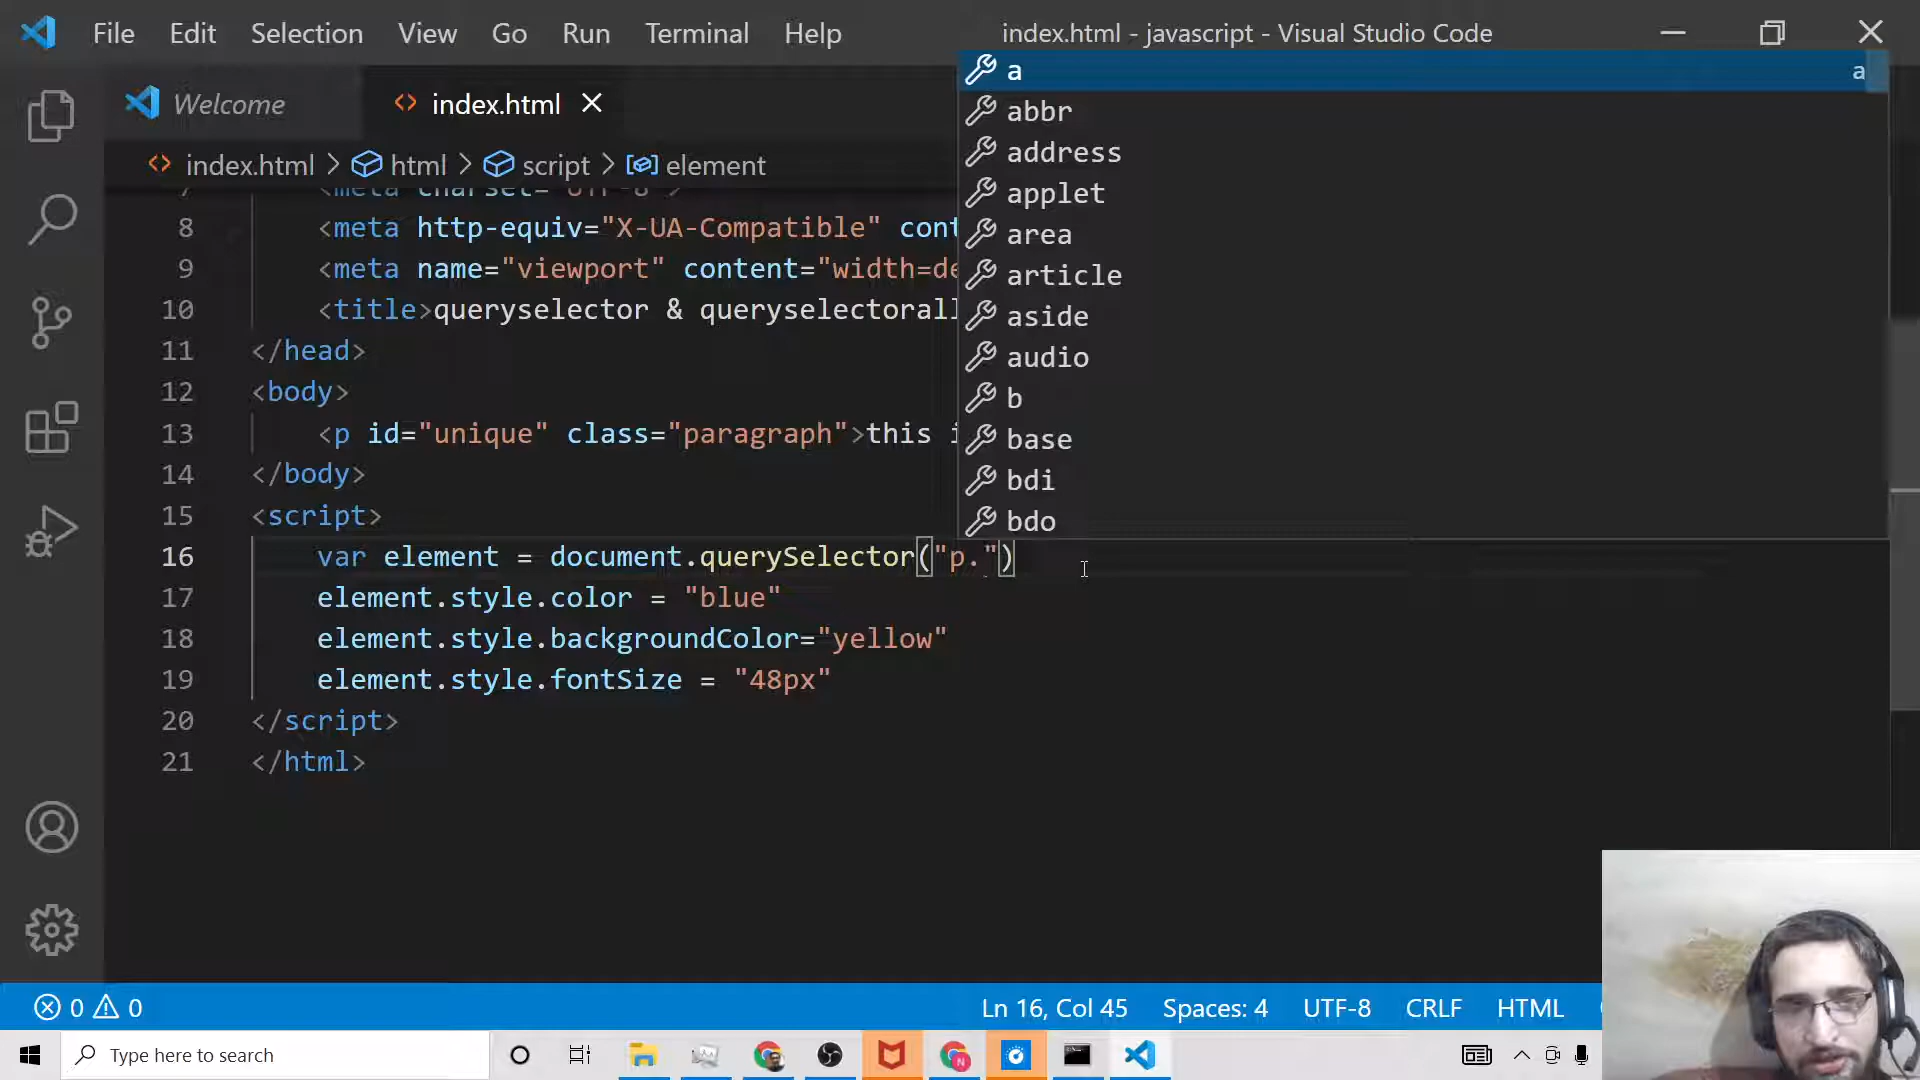 File Edit Selection View Go Run Terminal Help
index.html - javascript - Visual Studio Code
Welcome
index.html
index.html > html > script > element
a
a
abbr
address
applet
area
article
aside
audio
b
base
bdi
bdo
8 <meta http-equiv="X-UA-Compatible" cont
9 <meta name="viewport" content="width=de
10 <title>queryselector & queryselectorall
11 </head>
12 <body>
13 <p id="unique" class="paragraph">this i
14 </body>
15 <script>
16 var element = document.querySelector("p.")
17 element.style.color = "blue"
18 element.style.backgroundColor="yellow"
19 element.style.fontSize = "48px"
20 </script>
21 </html>
0 0
Ln 16, Col 45 Spaces: 4 UTF-8 CRLF HTML
Type here to search